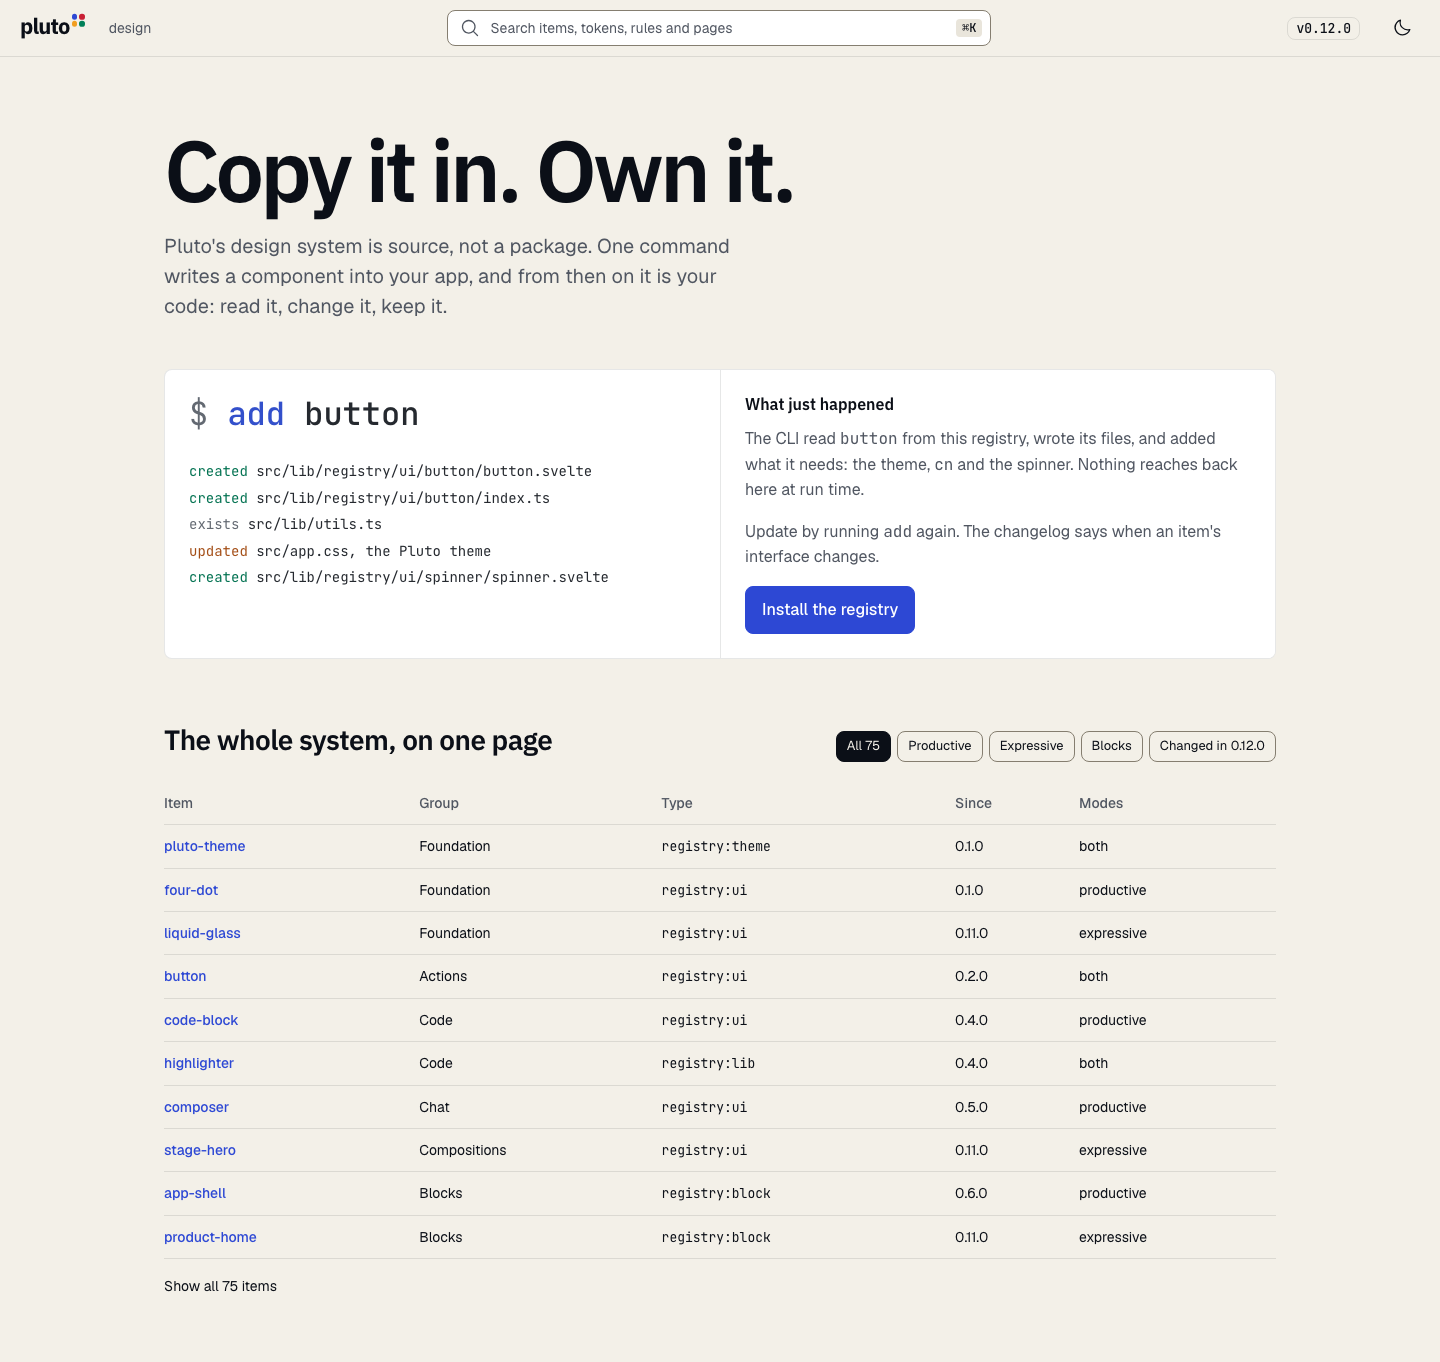 pluto design Search items, tokens, rules and pages ⌘K v0.12.0
Copy it in. Own it.
Pluto's design system is source, not a package. One command
writes a component into your app, and from then on it is your
code: read it, change it, keep it.
$ add button
created src/lib/registry/ui/button/button.svelte
created src/lib/registry/ui/button/index.ts
exists src/lib/utils.ts
updated src/app.css, the Pluto theme
created src/lib/registry/ui/spinner/spinner.svelte
What just happened
The CLI read button from this registry, wrote its files, and added
what it needs: the theme, cn and the spinner. Nothing reaches back
here at run time.
Update by running add again. The changelog says when an item's
interface changes.
Install the registry
The whole system, on one page
All 75 Productive Expressive Blocks Changed in 0.12.0
Item Group Type Since Modes
pluto-theme Foundation registry:theme 0.1.0 both
four-dot Foundation registry:ui 0.1.0 productive
liquid-glass Foundation registry:ui 0.11.0 expressive
button Actions registry:ui 0.2.0 both
code-block Code registry:ui 0.4.0 productive
highlighter Code registry:lib 0.4.0 both
composer Chat registry:ui 0.5.0 productive
stage-hero Compositions registry:ui 0.11.0 expressive
app-shell Blocks registry:block 0.6.0 productive
product-home Blocks registry:block 0.11.0 expressive
Show all 75 items